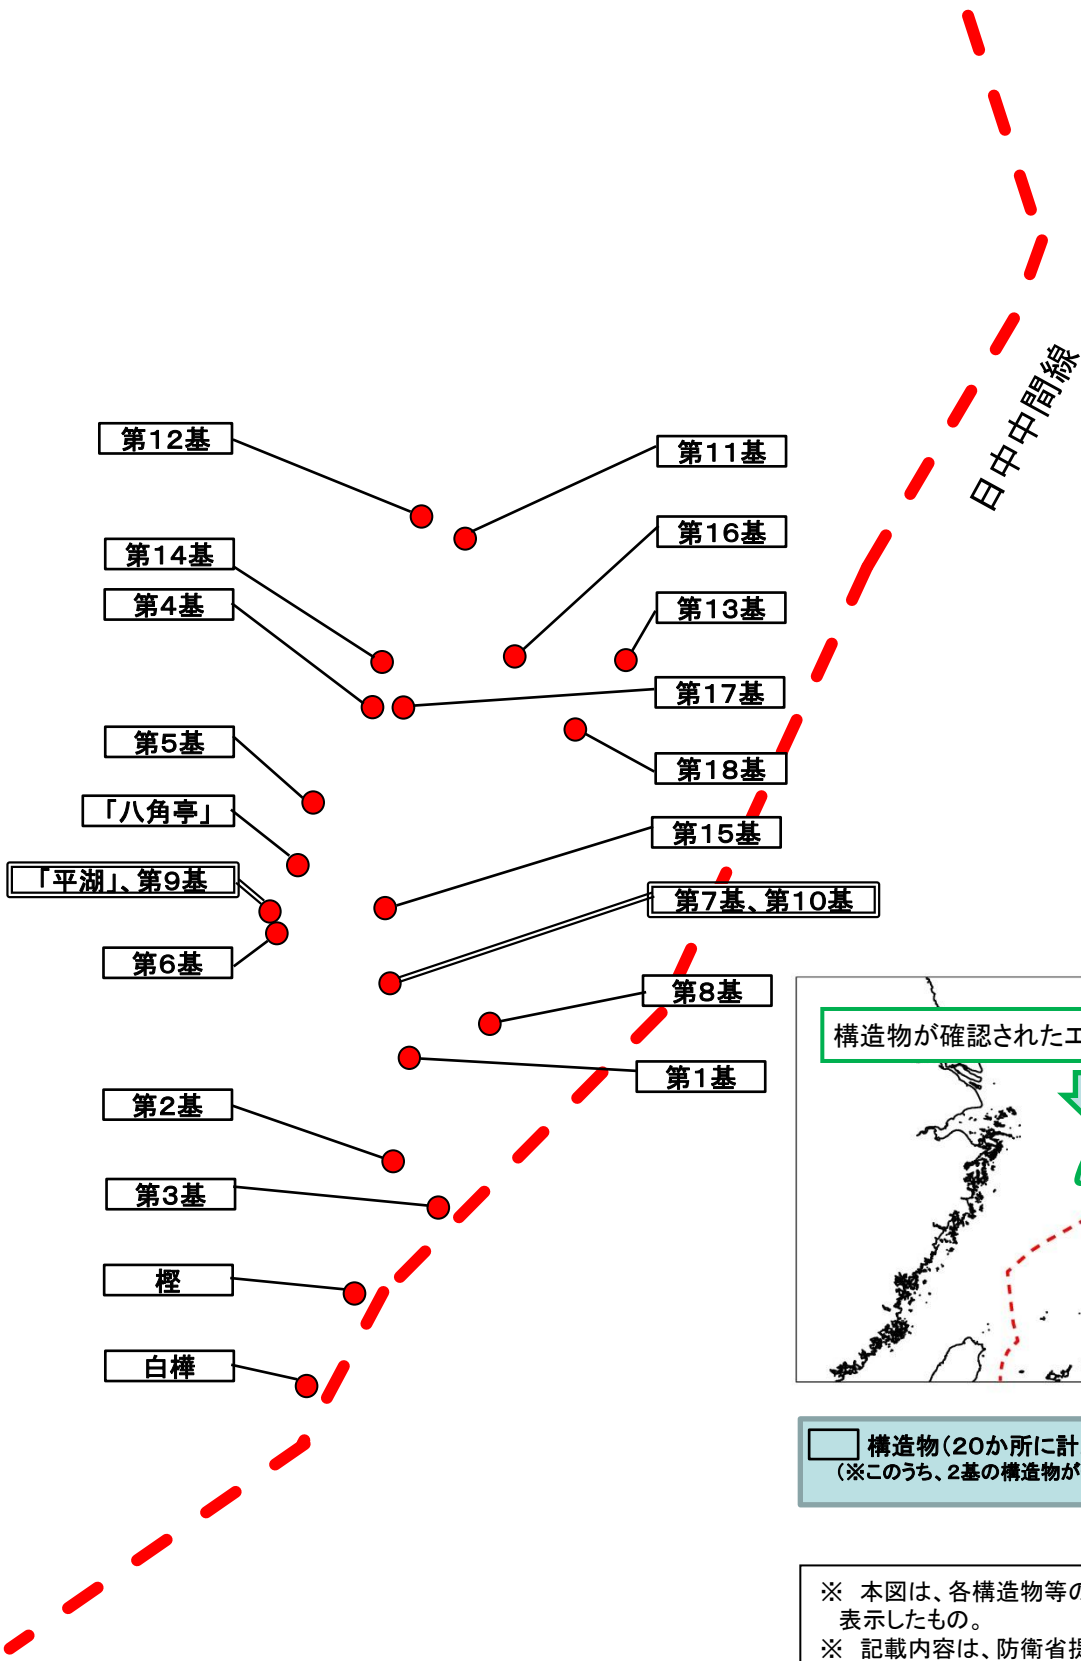 日中中間線
第12基
第11基
第16基
第14基
第4基
第13基
第17基
第5基
第18基
「八角亭」
第15基
「平湖」、第9基
第7基、第10基
第6基
第8基
第1基
第2基
第3基
樫
白樺
構造物が確認されたエ
構造物(20か所に計
(※このうち、2基の構造物が
※ 本図は、各構造物等の
表示したもの。
※ 記載内容は、防衛省提